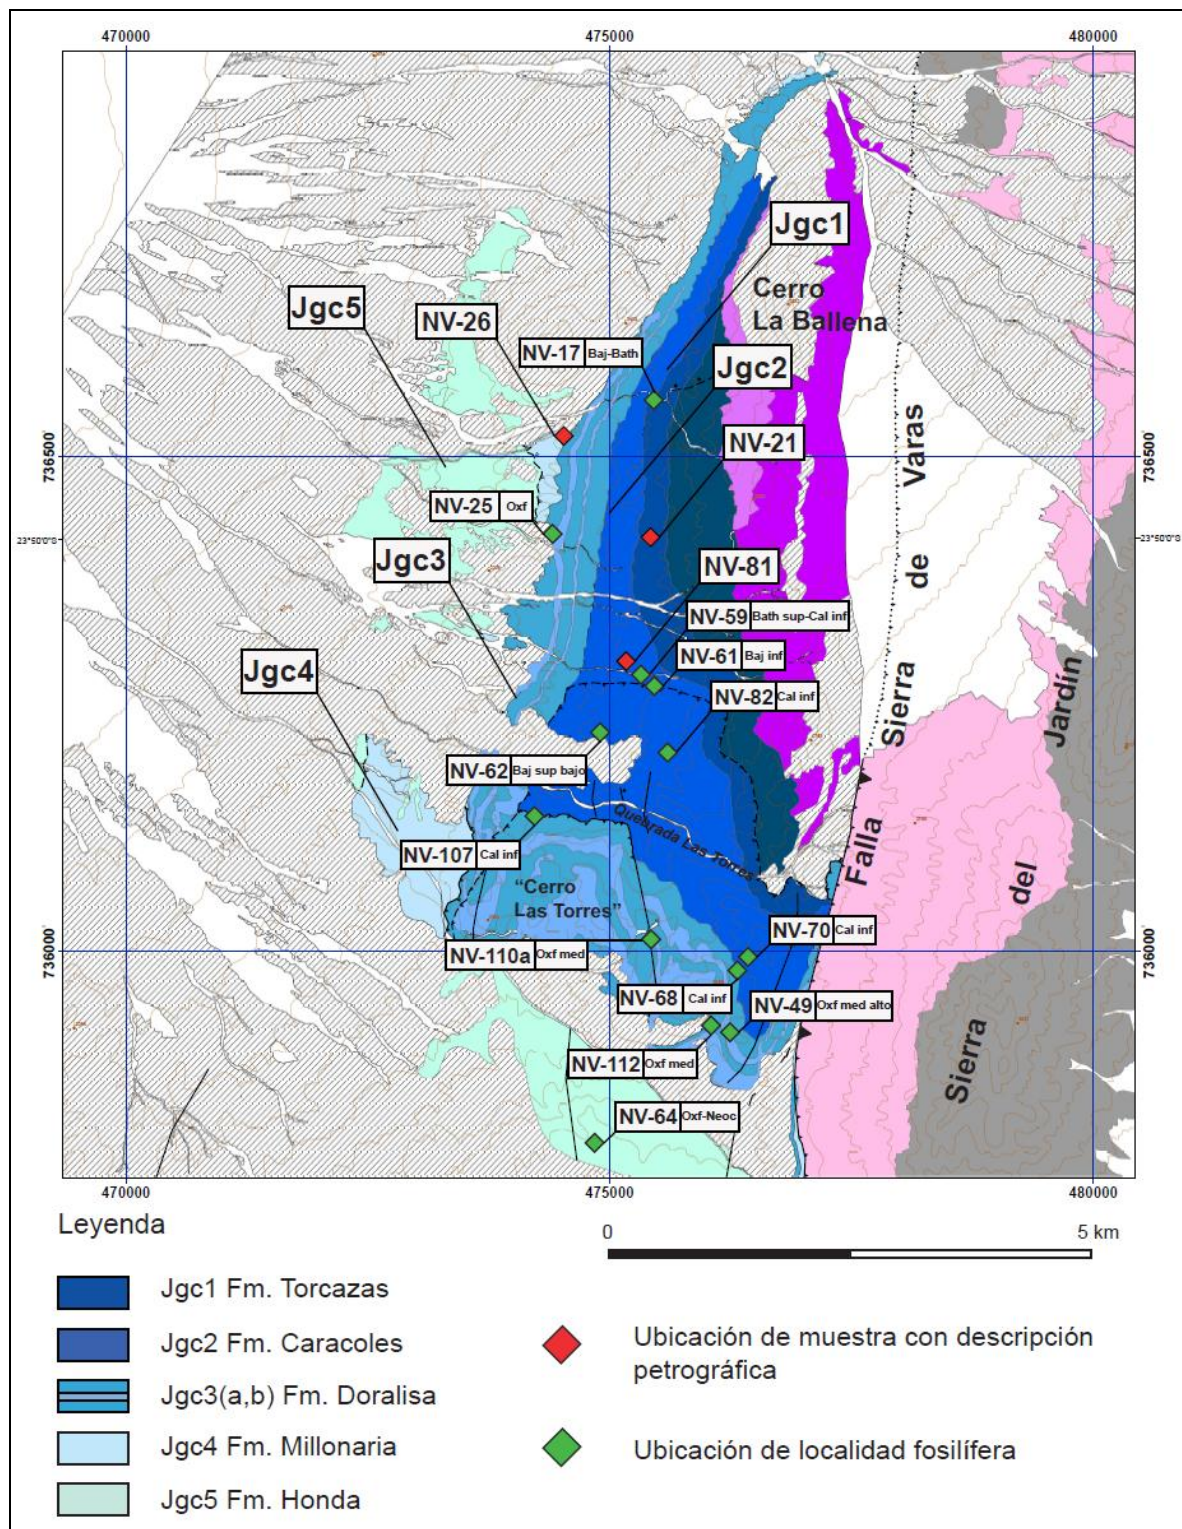 470000
475000
480000
Jgc1
Cerro
La Ballena
Jgc5
NV-26
NV-17 Baj-Bath
Jgc2
NV-21
736500
736500
NV-25 Oxf
23°50'0"G
23°50'0"G
Jgc3
NV-81
NV-59 Bath sup-Cal inf
NV-61 Baj inf
Jgc4
NV-82 Cal inf
NV-62 Baj sup bajo
Quebrada Las Torres
NV-107 Cal inf
"Cerro
Las Torres"
NV-70 Cal inf
NV-110a Oxf med
736000
736000
NV-68 Cal inf
NV-49 Oxf med alto
NV-112 Oxf med
NV-64 Oxf-Neoc
Falla Sierra de Varas
Sierra del Jardín
470000
475000
480000
Leyenda
0
5 km
Jgc1 Fm. Torcazas
Jgc2 Fm. Caracoles
Jgc3(a,b) Fm. Doralisa
Jgc4 Fm. Millonaria
Jgc5 Fm. Honda
Ubicación de muestra con descripción
petrográfica
Ubicación de localidad fosilífera